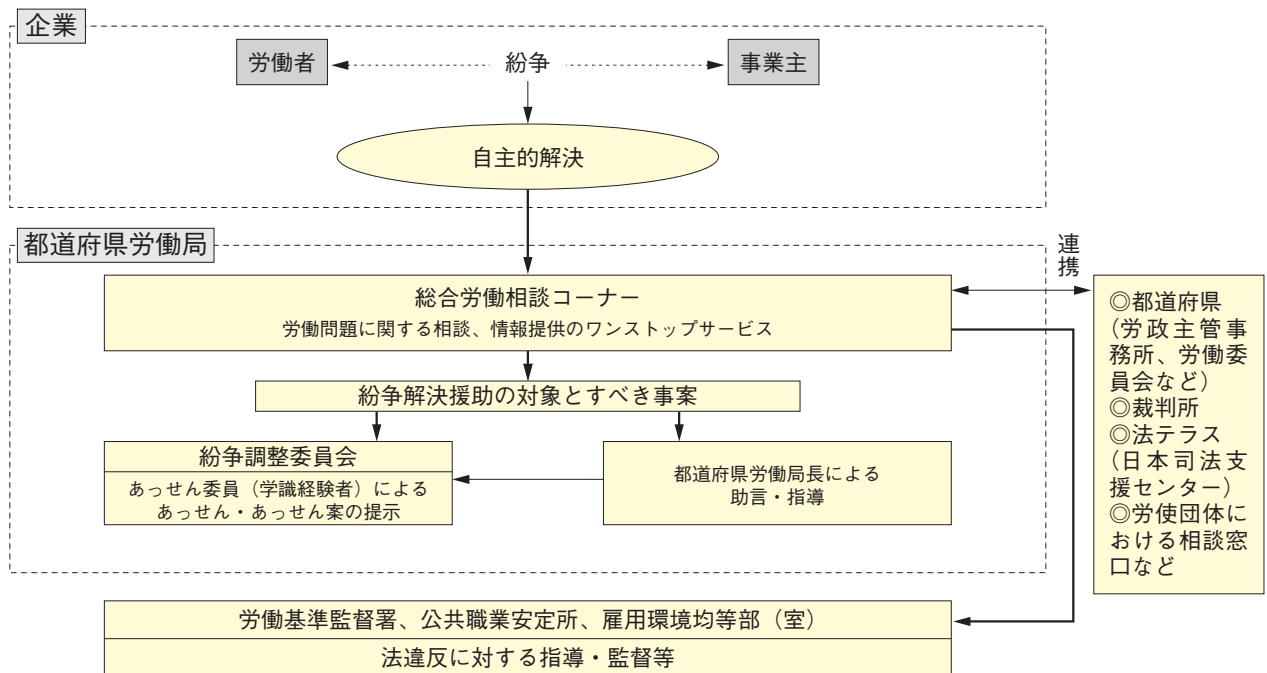 企業
労働者
紛争
事業主
自主的解決
都道府県労働局
連携
総合労働相談コーナー
労働問題に関する相談、情報提供のワンストップサービス
紛争解決援助の対象とすべき事案
紛争調整委員会
あっせん委員（学識経験者）による
あっせん・あっせん案の提示
都道府県労働局長による
助言・指導
◎都道府県
（労政主管事
務所、労働委
員会など）
◎裁判所
◎法テラス
（日本司法支
援センター）
◎労使団体に
おける相談窓
口など
労働基準監督署、公共職業安定所、雇用環境均等部（室）
法違反に対する指導・監督等